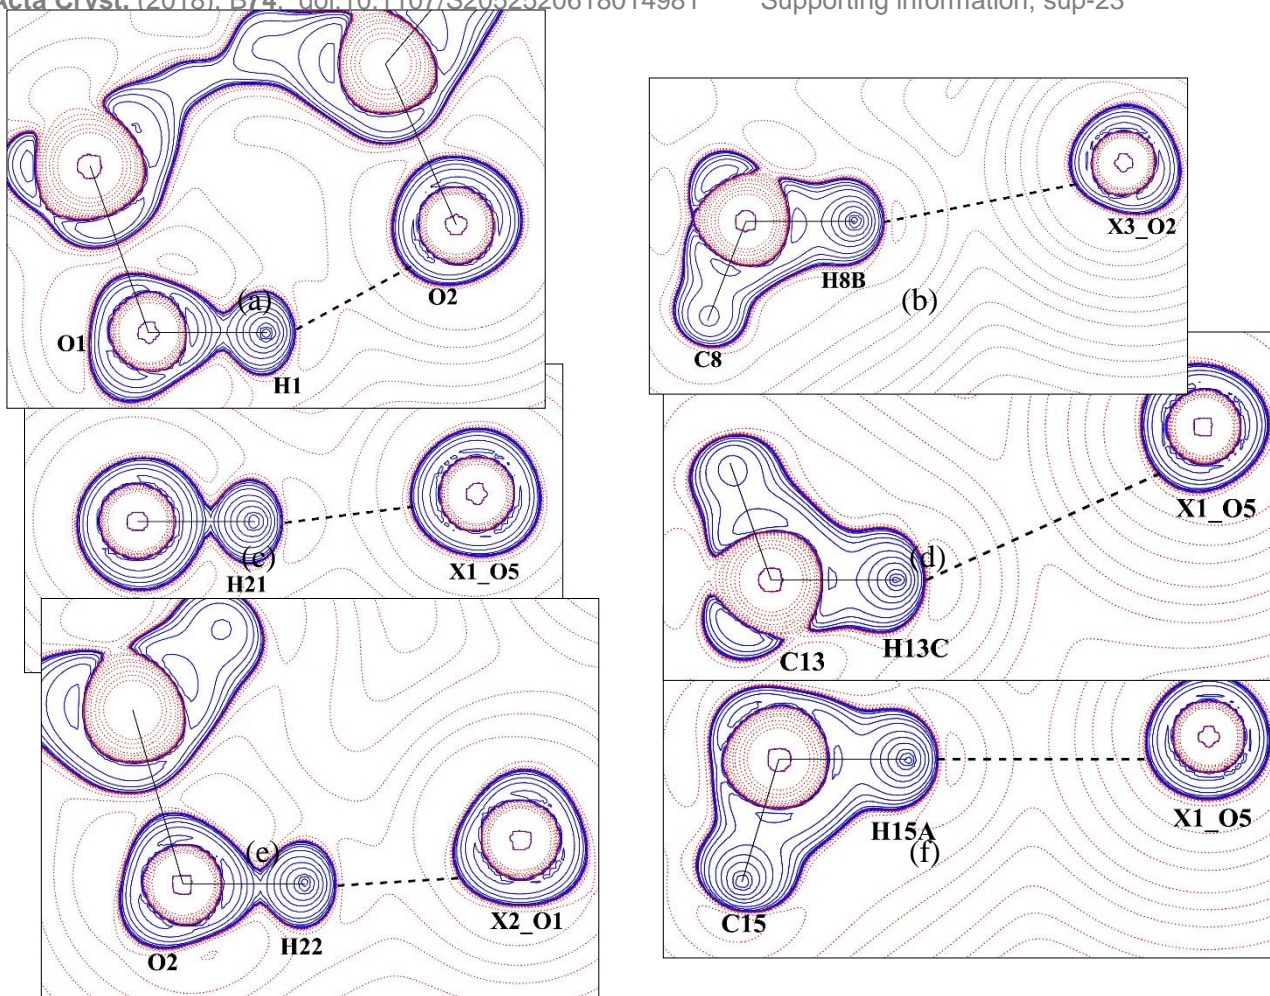 Acta Cryst. (2018). B74, doi:10.1107/S2052520618014981 Supporting information, sup-23
(a)
O1
H1
O2
(b)
H8B
C8
X3_O2
(c)
H21
X1_O5
(d)
C13
H13C
X1_O5
(e)
O2
H22
X2_O1
(f)
H15A
C15
X1_O5